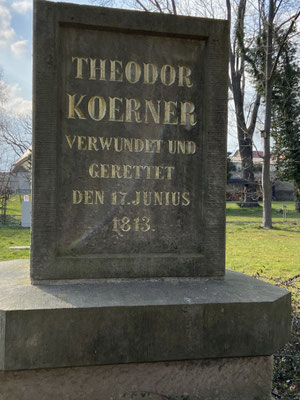 THEODOR
KOERNER
VERWUNDET UND
GERETTET
DEN 17. JUNIUS
1813.